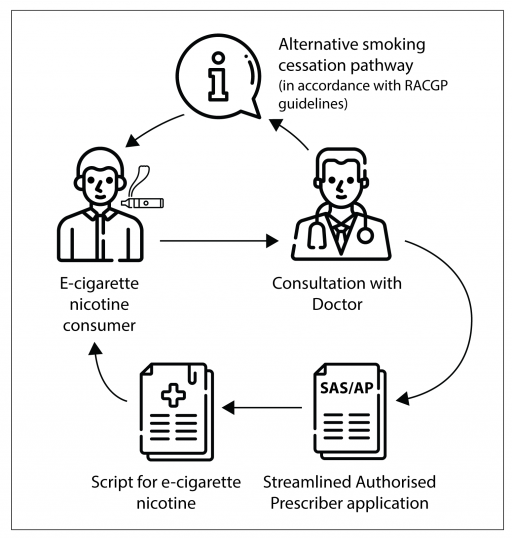 Alternative smoking
cessation pathway
(in accordance with RACGP
guidelines)
E-cigarette
nicotine
consumer
Consultation with
Doctor
SAS/AP
Script for e-cigarette
nicotine
Streamlined Authorised
Prescriber application